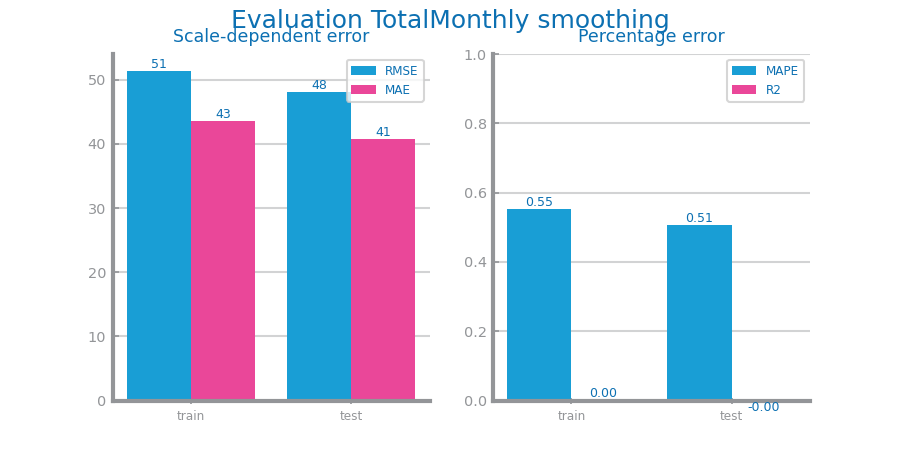 Evaluation TotalMonthly smoothing
Scale-dependent error
50
40
30
20
10
0
51
43
48
41
RMSE
MAE
train
test
Percentage error
1.0
0.8
0.6
0.4
0.2
0.0
0.55
0.00
0.51
-0.00
MAPE
R2
train
test